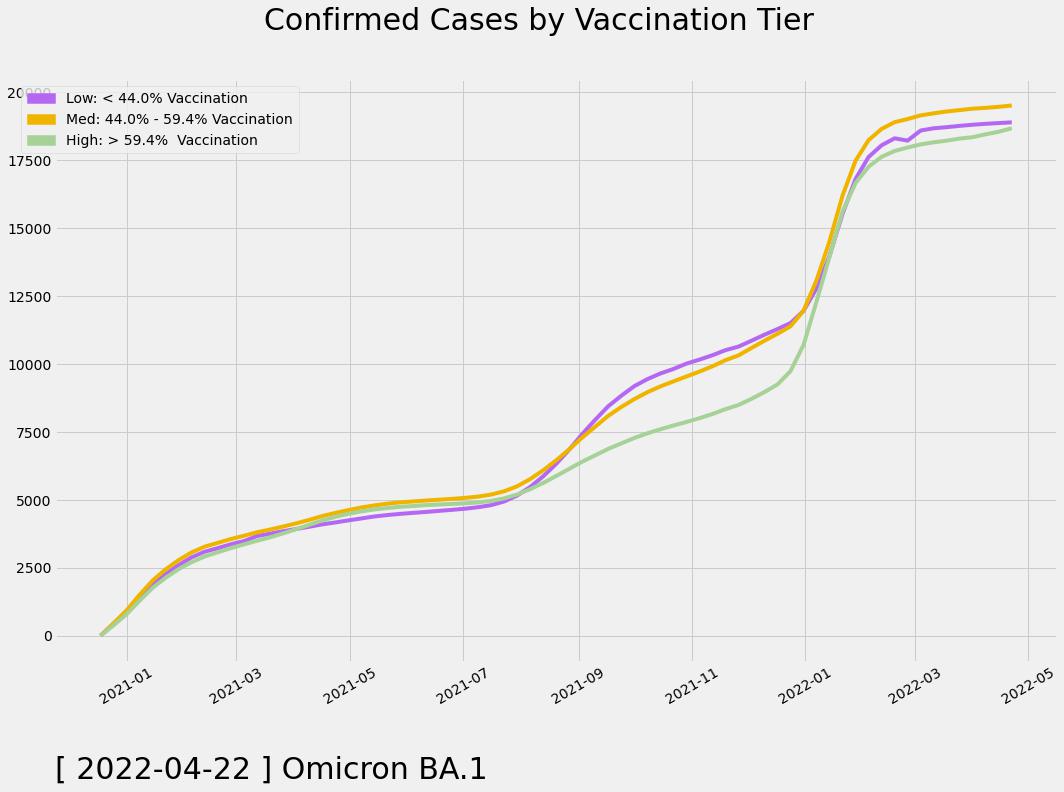 Confirmed Cases by Vaccination Tier
20000
Low: < 44.0% Vaccination
Med: 44.0% - 59.4% Vaccination
High: > 59.4%  Vaccination
17500
15000
12500
10000
7500
5000
2500
0
2021-01 2021-03 2021-05 2021-07 2021-09 2021-11 2022-01 2022-03 2022-05
[ 2022-04-22 ] Omicron BA.1